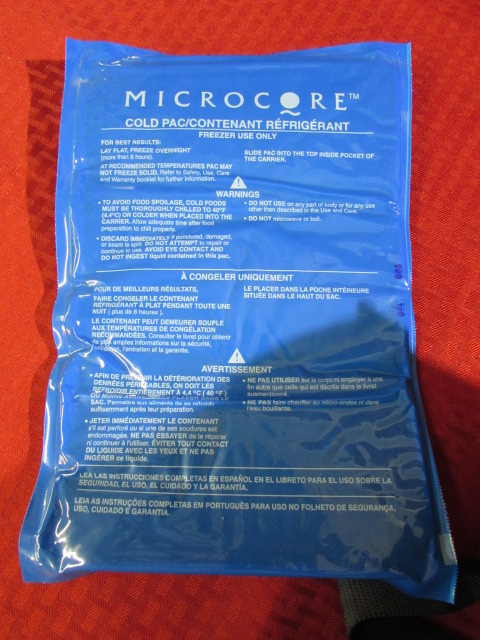 MICROCORE™
COLD PAC/CONTENANT RÉFRIGÉRANT
FREEZER USE ONLY
FOR BEST RESULTS:
LAY FLAT, FREEZE OVERNIGHT
(more than 8 hours).
AT RECOMMENDED TEMPERATURES PAC MAY
NOT FREEZE SOLID. Refer to Safety, Use, Care
and Warranty booklet for further information.
SLIDE PAC INTO THE TOP INSIDE POCKET OF
THE CARRIER.
WARNINGS
• TO AVOID FOOD SPOILAGE, COLD FOODS
MUST BE THOROUGHLY CHILLED TO 40°F
(4.4°C) OR COLDER WHEN PLACED INTO THE
CARRIER. Allow adequate time after food
preparation to chill properly.
• DISCARD IMMEDIATELY if punctured, damaged,
or seam is split. DO NOT ATTEMPT to repair or
continue to use. AVOID EYE CONTACT AND
DO NOT INGEST liquid contained in this pac.
• DO NOT USE on any part of body or for any use
other than described in the Use and Care.
• DO NOT microwave or boil.
À CONGELER UNIQUEMENT
POUR DE MEILLEURS RÉSULTATS,
FAIRE CONGELER LE CONTENANT
RÉFRIGÉRANT À PLAT PENDANT TOUTE UNE
NUIT ( plus de 8 heures ).
LE CONTENANT PEUT DEMEURER SOUPLE
AUX TEMPÉRATURES DE CONGÉLATION
RECOMMANDÉES. Consulter le livret pour obtenir
de plus amples informations sur la sécurité,
l'utilisation, l'entretien et la garantie.
LE PLACER DANS LA POCHE INTÉRIEURE
SITUÉE DANS LE HAUT DU SAC.
AVERTISSEMENT
• AFIN DE PRÉVENIR LA DÉTÉRIORATION DES
DENRÉES PÉRISSABLES, ON DOIT LES
REFROIDIR ENTIÈREMENT À 4,4 °C ( 40 °F )
OU MOINS
SAC. Permettre aux aliments de se refroidir
suffisamment après leur préparation.
• JETER IMMÉDIATEMENT LE CONTENANT
s'il est perforé ou si une de ses soudures est
endommagée. NE PAS ESSAYER de le réparer
ni continuer à l'utiliser. ÉVITER TOUT CONTACT
DU LIQUIDE AVEC LES YEUX ET NE PAS
INGÉRER ce liquide.
• NE PAS UTILISER sur le corps ni employer à une
fin autre que celle qui est décrite dans le livret
susmentionné.
• NE PAS faire chauffer au micro-ondes ni dans
l'eau bouillante.
LEA LAS INSTRUCCIONES COMPLETAS EN ESPAÑOL EN EL LIBRETO PARA EL USO SOBRE LA
SEGURIDAD, EL USO, EL CUIDADO Y LA GARANTÍA.
LEIA AS INSTRUÇÕES COMPLETAS EM PORTUGUÊS PARA USO NO FOLHETO DE SEGURANÇA,
USO, CUIDADO E GARANTIA.